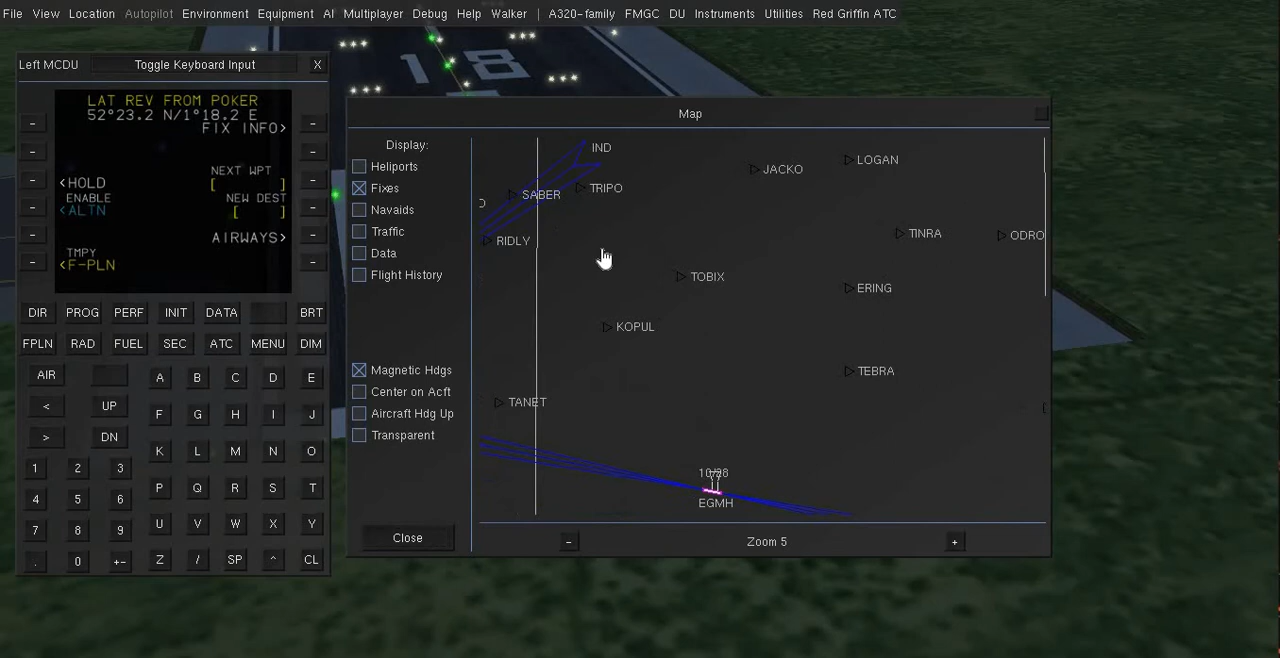 File View Location Autopilot Environment Equipment AI Multiplayer Debug Help Walker | A320-family FMGC DU Instruments Utilities Red Griffin ATC
18
Left MCDU Toggle Keyboard Input X
LAT REV FROM POKER
52°23.2 N/1°18.2 E
FIX INFO>
NEXT WPT
<HOLD [ ]
ENABLE NEW DEST
<ALTN [ ]
AIRWAYS>
TMPY
<F-PLN
DIR PROG PERF INIT DATA BRT
FPLN RAD FUEL SEC ATC MENU DIM
AIR A B C D E
< UP F G H I J
> DN K L M N O
1 2 3 P Q R S T
4 5 6 U V W X Y
7 8 9 Z / SP ^ CL
. 0 +-
Map
Display:
Heliports
Fixes
Navaids
Traffic
Data
Flight History
Magnetic Hdgs
Center on Acft
Aircraft Hdg Up
Transparent
Close
IND
JACKO
LOGAN
SABER
TRIPO
RIDLY
TINRA
ODRO
TOBIX
ERING
KOPUL
TEBRA
TANET
10/28
EGMH
- Zoom 5 +